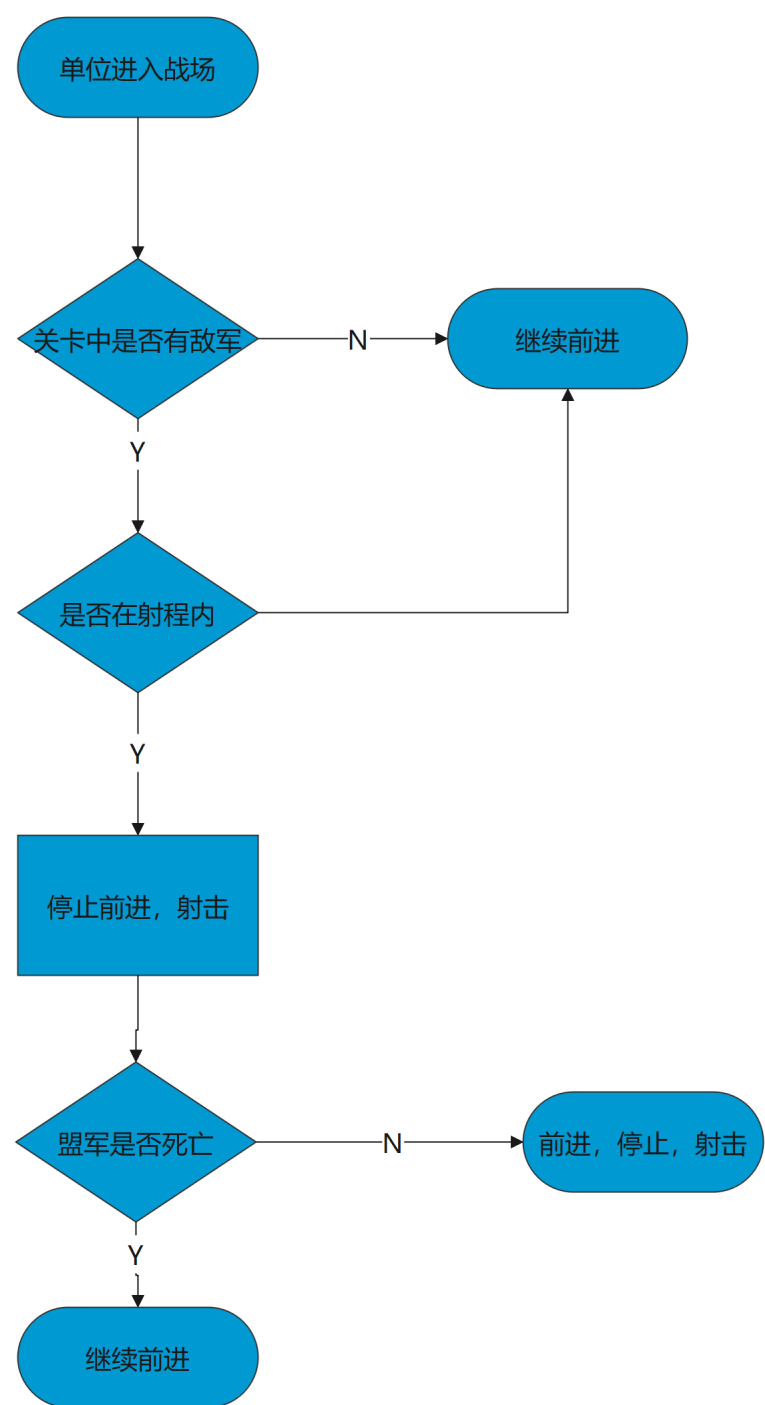 单位进入战场
关卡中是否有敌军
N
继续前进
Y
是否在射程内
Y
停止前进，射击
盟军是否死亡
N
前进，停止，射击
Y
继续前进